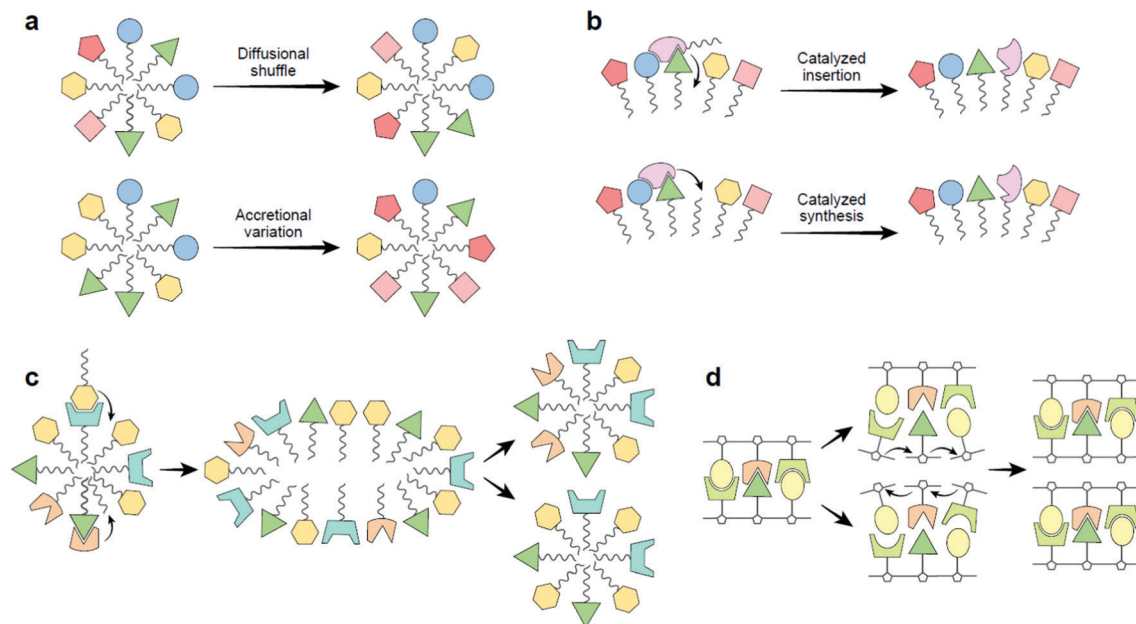 a
Diffusional
shuffle
Accretional
variation
b
Catalyzed
insertion
Catalyzed
synthesis
c
d